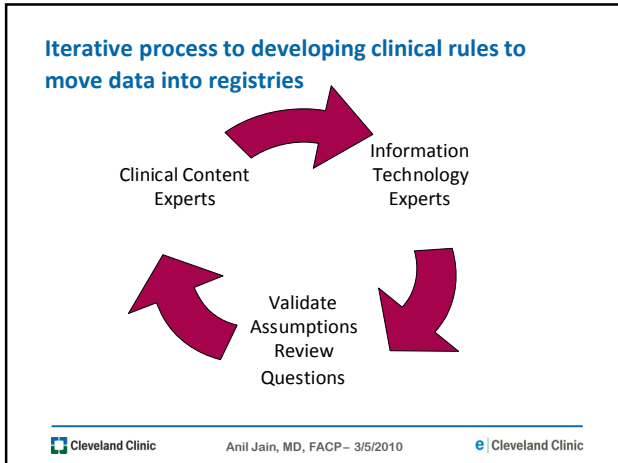 Iterative process to developing clinical rules to
move data into registries
Clinical Content
Experts
Information
Technology
Experts
Validate
Assumptions
Review
Questions
Cleveland Clinic
Anil Jain, MD, FACP – 3/5/2010
e Cleveland Clinic